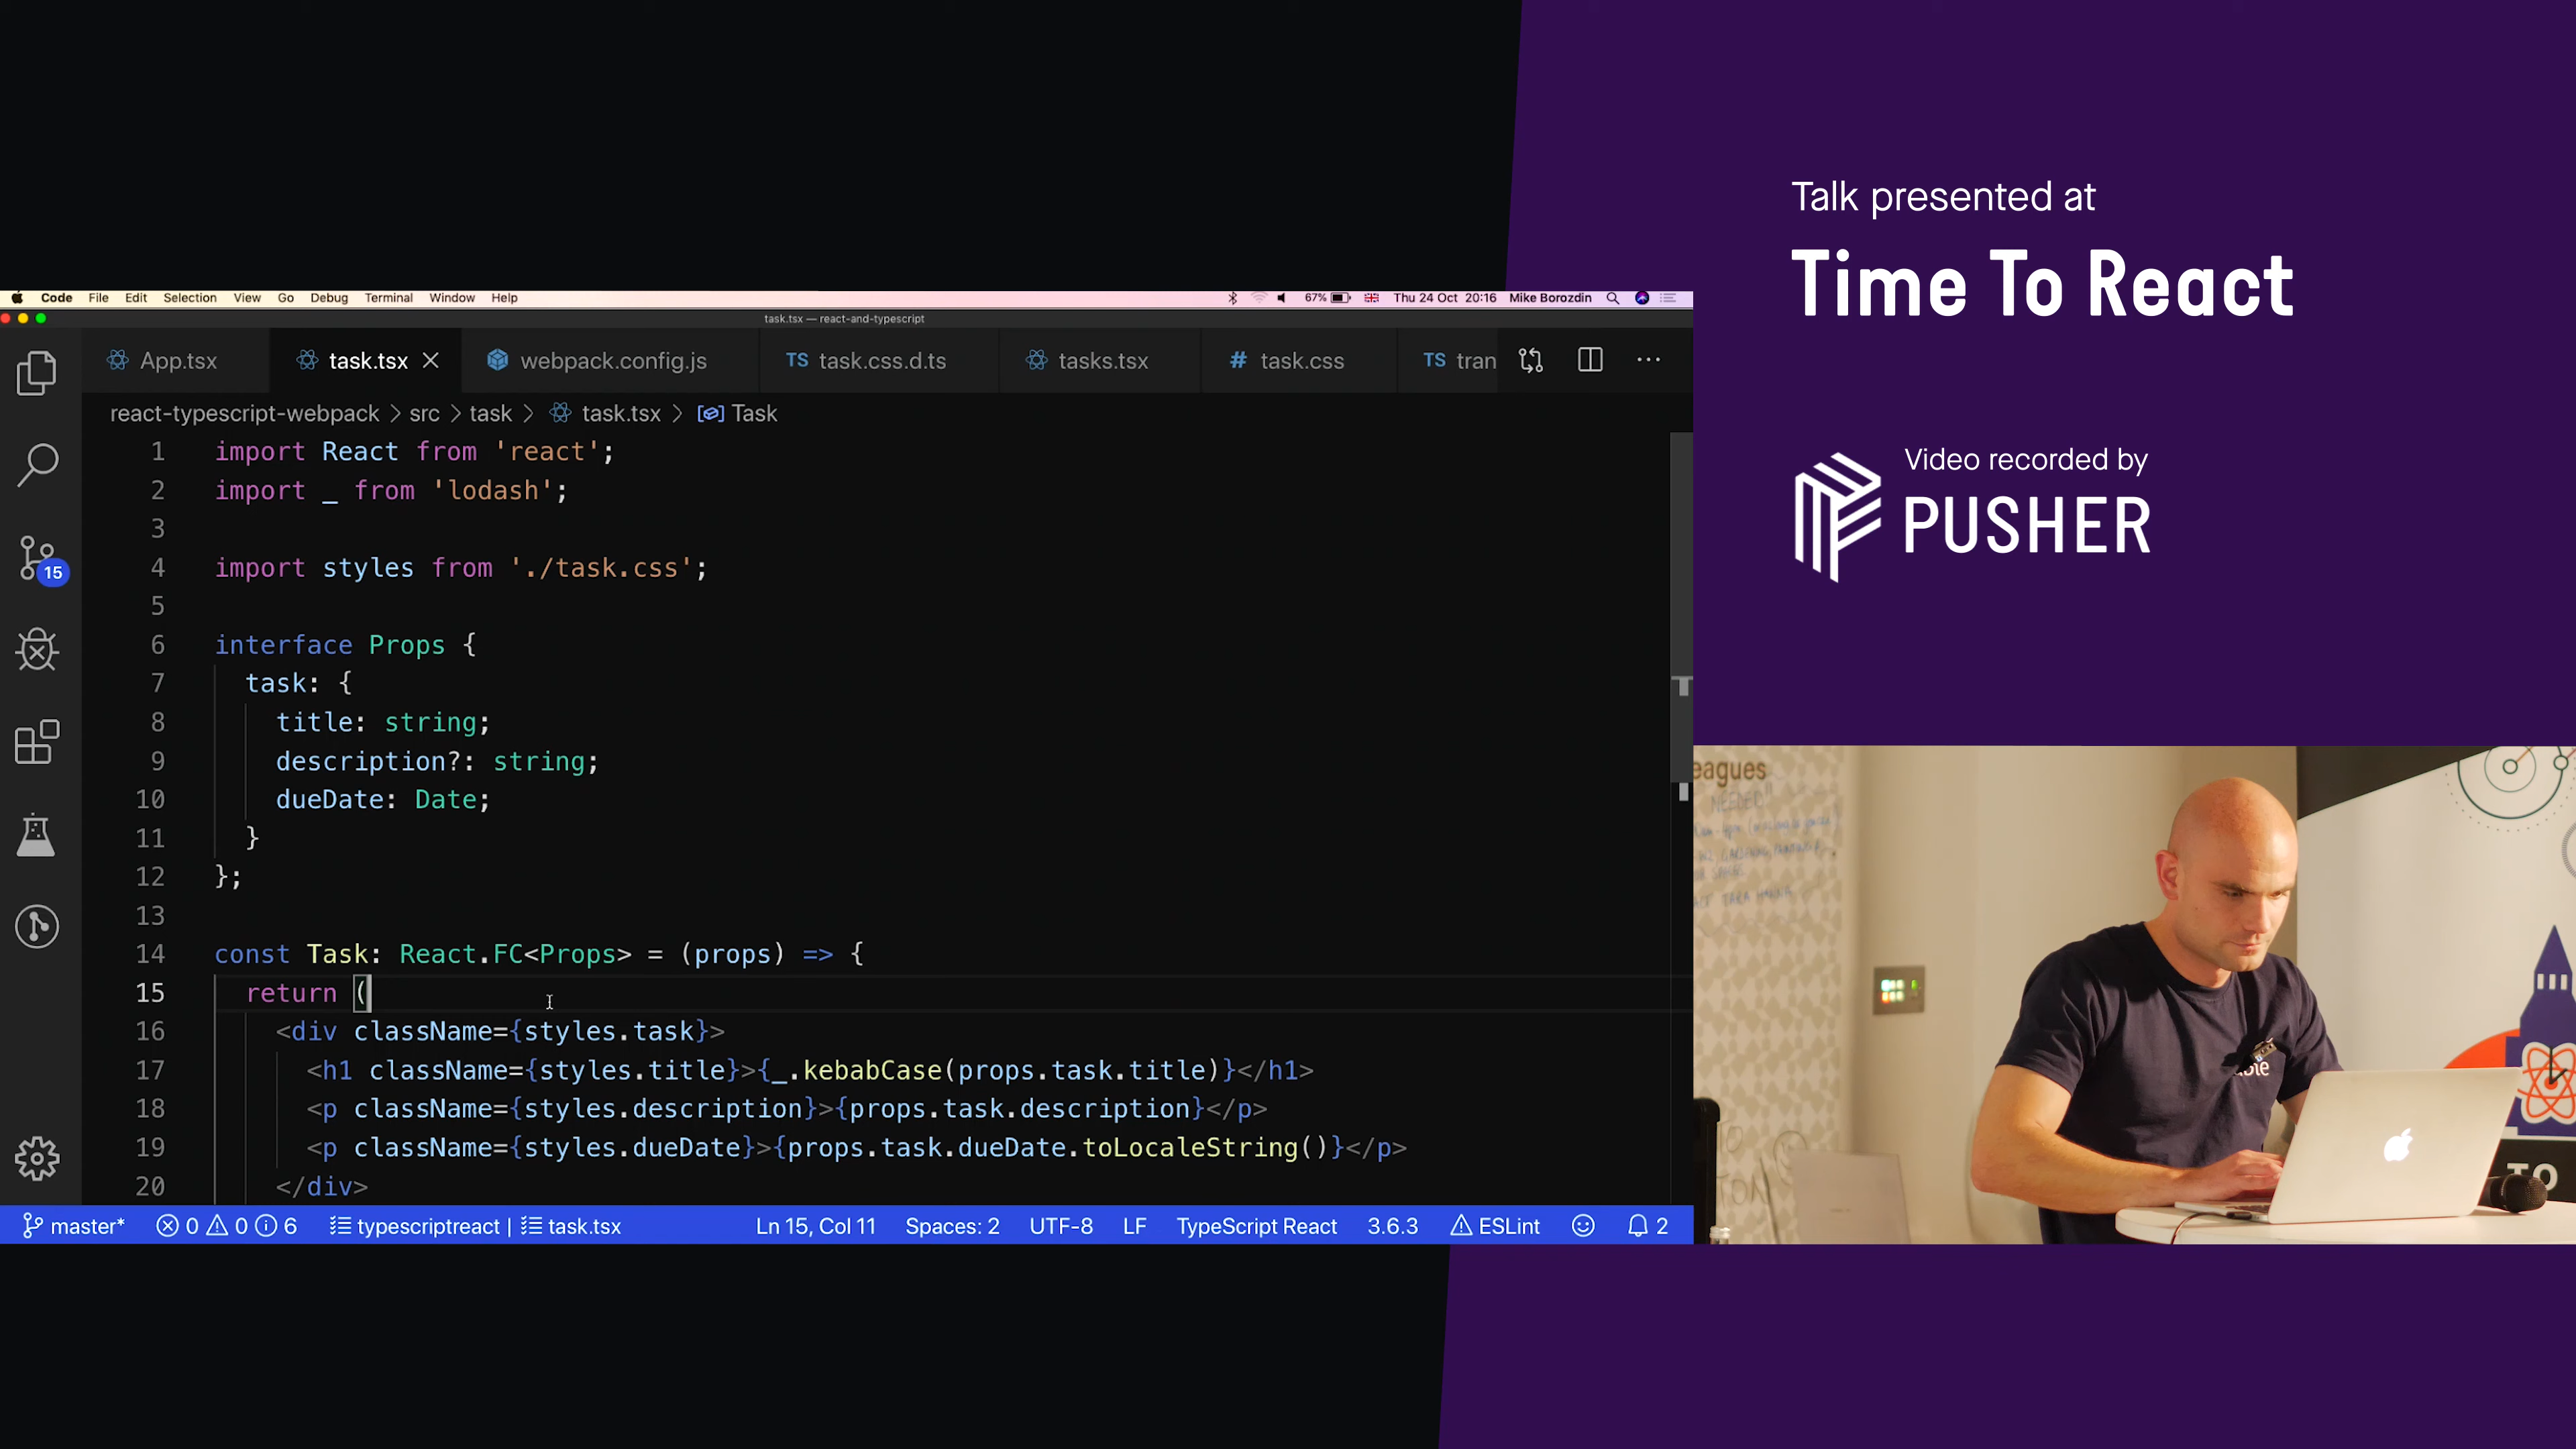 Talk presented at
Time To React
Video recorded by
PUSHER
Code File Edit Selection View Go Debug Terminal Window Help
67% Thu 24 Oct 20:16 Mike Borozdin
task.tsx — react-and-typescript
App.tsx task.tsx webpack.config.js TS task.css.d.ts tasks.tsx # task.css TS tran
react-typescript-webpack > src > task > task.tsx > Task
1 import React from 'react';
2 import _ from 'lodash';
3
4 import styles from './task.css';
5
6 interface Props {
7 task: {
8 title: string;
9 description?: string;
10 dueDate: Date;
11 }
12 };
13
14 const Task: React.FC<Props> = (props) => {
15 return (
16 <div className={styles.task}>
17 <h1 className={styles.title}>{_.kebabCase(props.task.title)}</h1>
18 <p className={styles.description}>{props.task.description}</p>
19 <p className={styles.dueDate}>{props.task.dueDate.toLocaleString()}</p>
20 </div>
15
master* 0 0 6 typescriptreact | task.tsx Ln 15, Col 11 Spaces: 2 UTF-8 LF TypeScript React 3.6.3 ESLint 2
eagues
NEEDED"
TO